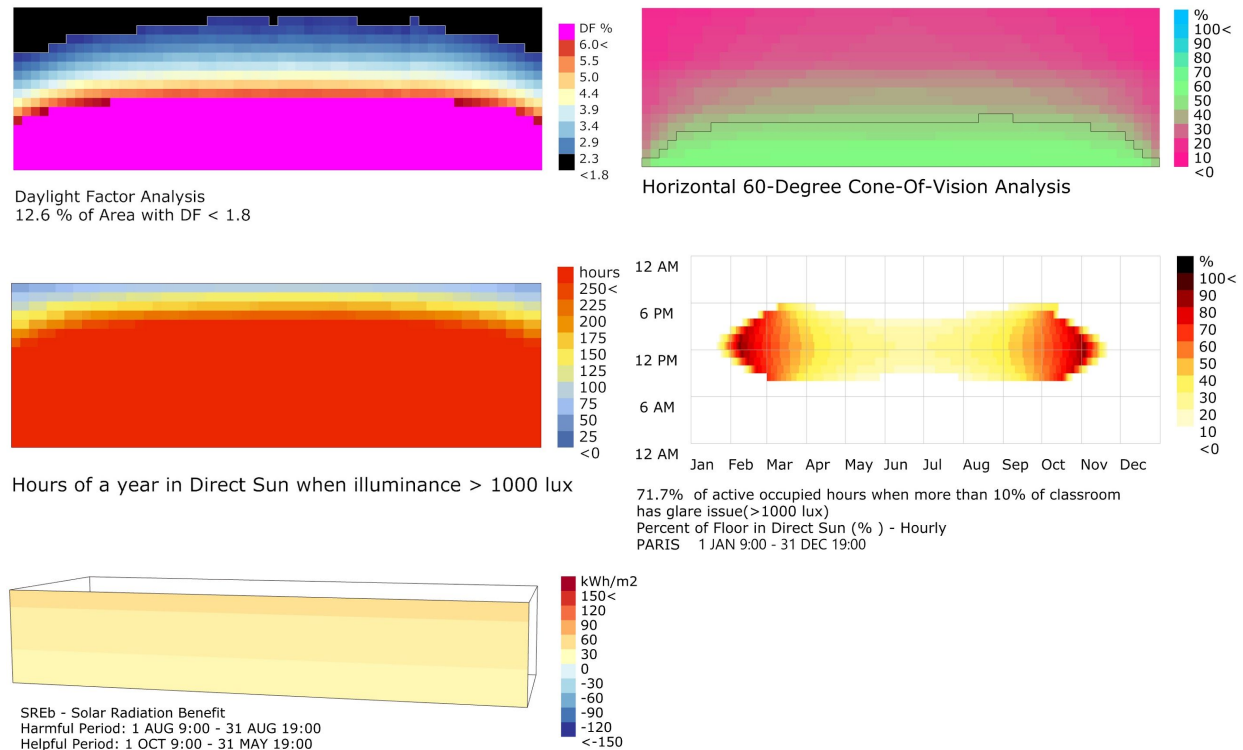 DF %
6.0<
5.5
5.0
4.4
3.9
3.4
2.9
2.3
<1.8
Daylight Factor Analysis
12.6 % of Area with DF < 1.8
%
100<
90
80
70
60
50
40
30
20
10
<0
Horizontal 60-Degree Cone-Of-Vision Analysis
hours
250<
225
200
175
150
125
100
75
50
25
<0
Hours of a year in Direct Sun when illuminance > 1000 lux
12 AM
6 PM
12 PM
6 AM
12 AM
Jan Feb Mar Apr May Jun Jul Aug Sep Oct Nov Dec
%
100<
90
80
70
60
50
40
30
20
10
<0
71.7% of active occupied hours when more than 10% of classroom
has glare issue(>1000 lux)
Percent of Floor in Direct Sun (% ) - Hourly
PARIS 1 JAN 9:00 - 31 DEC 19:00
kWh/m2
150<
120
90
60
30
0
-30
-60
-90
-120
<-150
SREb - Solar Radiation Benefit
Harmful Period: 1 AUG 9:00 - 31 AUG 19:00
Helpful Period: 1 OCT 9:00 - 31 MAY 19:00